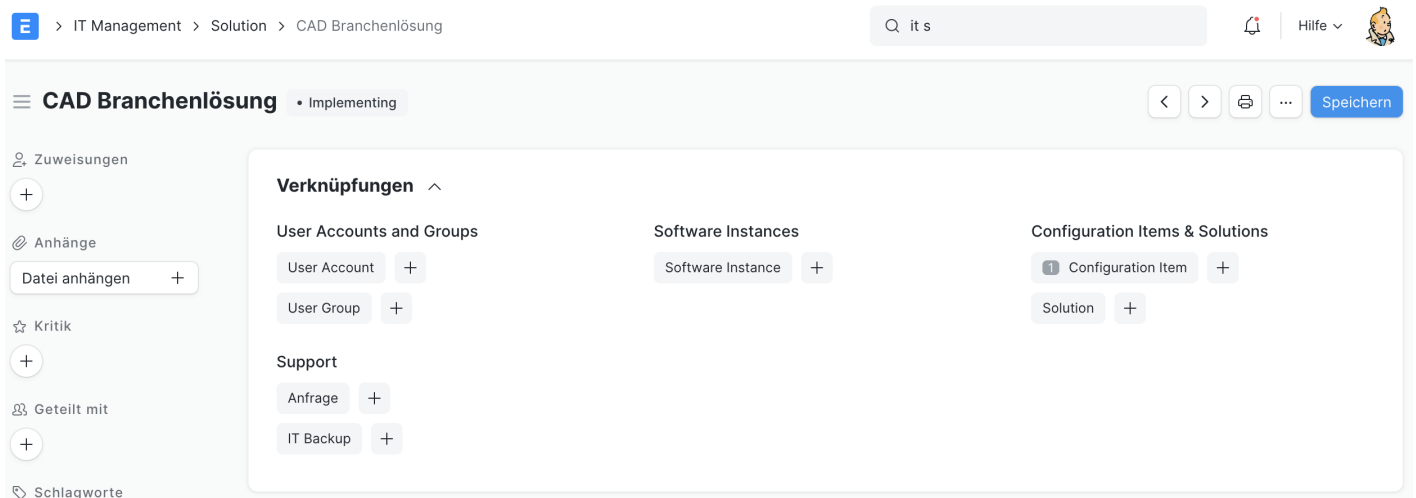 E > IT Management > Solution > CAD Branchenlösung
it s
Hilfe
CAD Branchenlösung • Implementing
... Speichern
Zuweisungen
Anhänge
Datei anhängen
Kritik
Geteilt mit
Schlagworte
Verknüpfungen
User Accounts and Groups
User Account
User Group
Software Instances
Software Instance
Configuration Items & Solutions
1 Configuration Item
Solution
Support
Anfrage
IT Backup